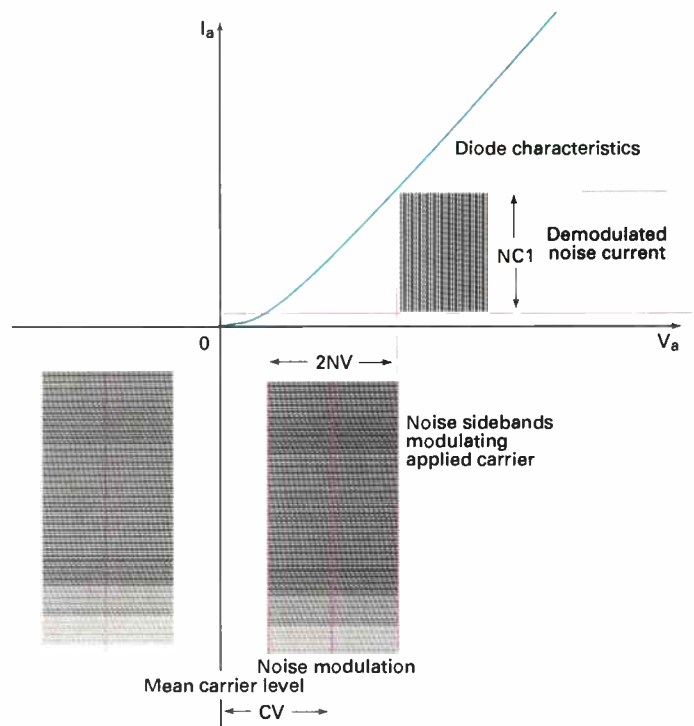 Ia
Diode characteristics
NC1
Demodulated
noise current
0
Va
2NV
Noise sidebands
modulating
applied carrier
Noise modulation
Mean carrier level
CV